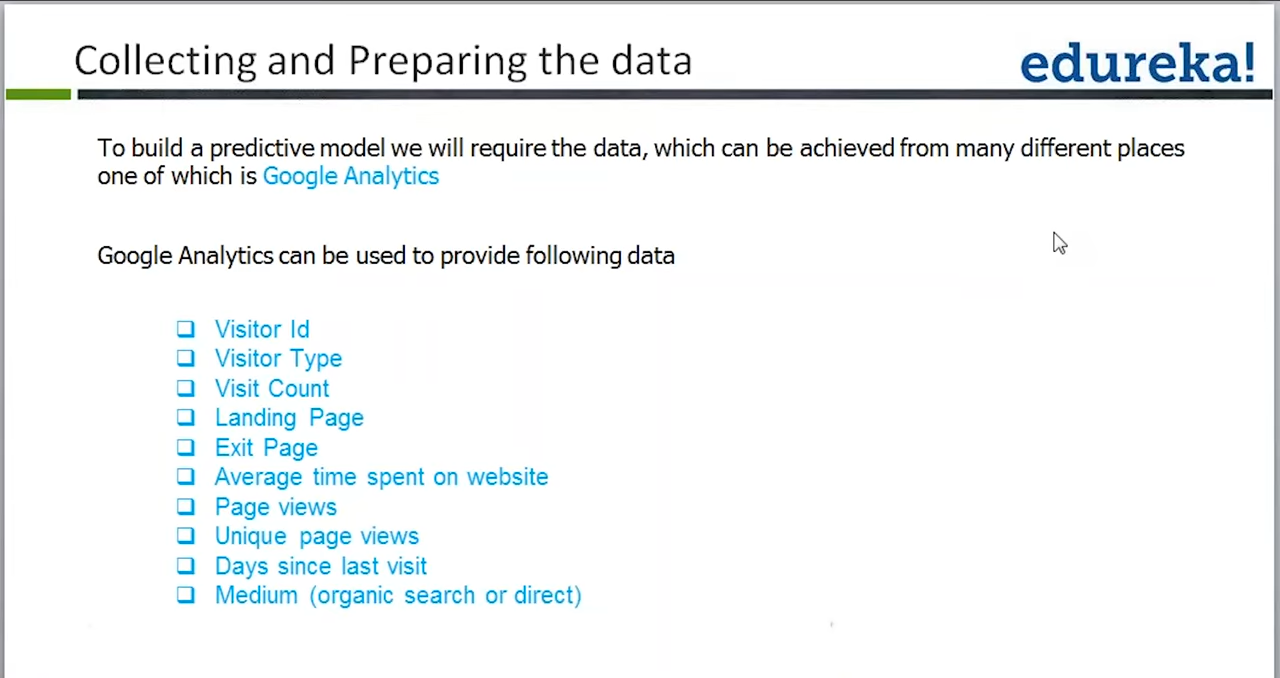 Collecting and Preparing the data
edureka!
To build a predictive model we will require the data, which can be achieved from many different places
one of which is Google Analytics
Google Analytics can be used to provide following data
Visitor Id
Visitor Type
Visit Count
Landing Page
Exit Page
Average time spent on website
Page views
Unique page views
Days since last visit
Medium (organic search or direct)